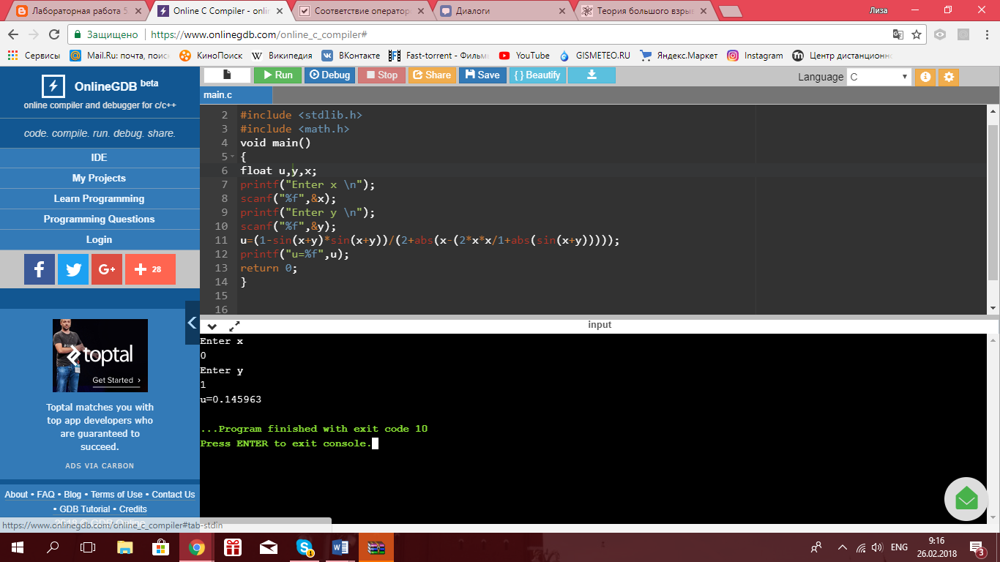 Лабораторная работа 5
Online C Compiler - onli
Соответствие оператор
Диалоги
Теория большого взры
Лиза
Защищено
https://www.onlinegdb.com/online_c_compiler#
Сервисы
Mail.Ru: почта, поис
КиноПоиск
W Википедия
ВКонтакте
Fast-torrent - Филь
YouTube
GISMETEO.RU
Яндекс.Маркет
Instagram
Центр дистанцион
OnlineGDB beta
online compiler and debugger for c/c++
code. compile. run. debug. share.
IDE
My Projects
Learn Programming
Programming Questions
Login
f
G+
+ 28
toptal
Get Started >
Toptal matches you with
top app developers who
are guaranteed to
succeed.
ADS VIA CARBON
About • FAQ • Blog • Terms of Use • Contact Us
• GDB Tutorial • Credits
https://www.onlinegdb.com/online_c_compiler#tab-stdin
Run
Debug
Stop
Share
Save
{ } Beautify
Language C
main.c
2 #include <stdlib.h>
3 #include <math.h>
4 void main()
5 {
6 float u,y,x;
7 printf("Enter x \n");
8 scanf("%f",&x);
9 printf("Enter y \n");
10 scanf("%f",&y);
11 u=(1-sin(x+y)*sin(x+y))/(2+abs(x-(2*x*x/1+abs(sin(x+y)))));
12 printf("u=%f",u);
13 return 0;
14 }
15
16
input
Enter x
0
Enter y
1
u=0.145963
...Program finished with exit code 10
Press ENTER to exit console.
ENG
9:16
26.02.2018
3